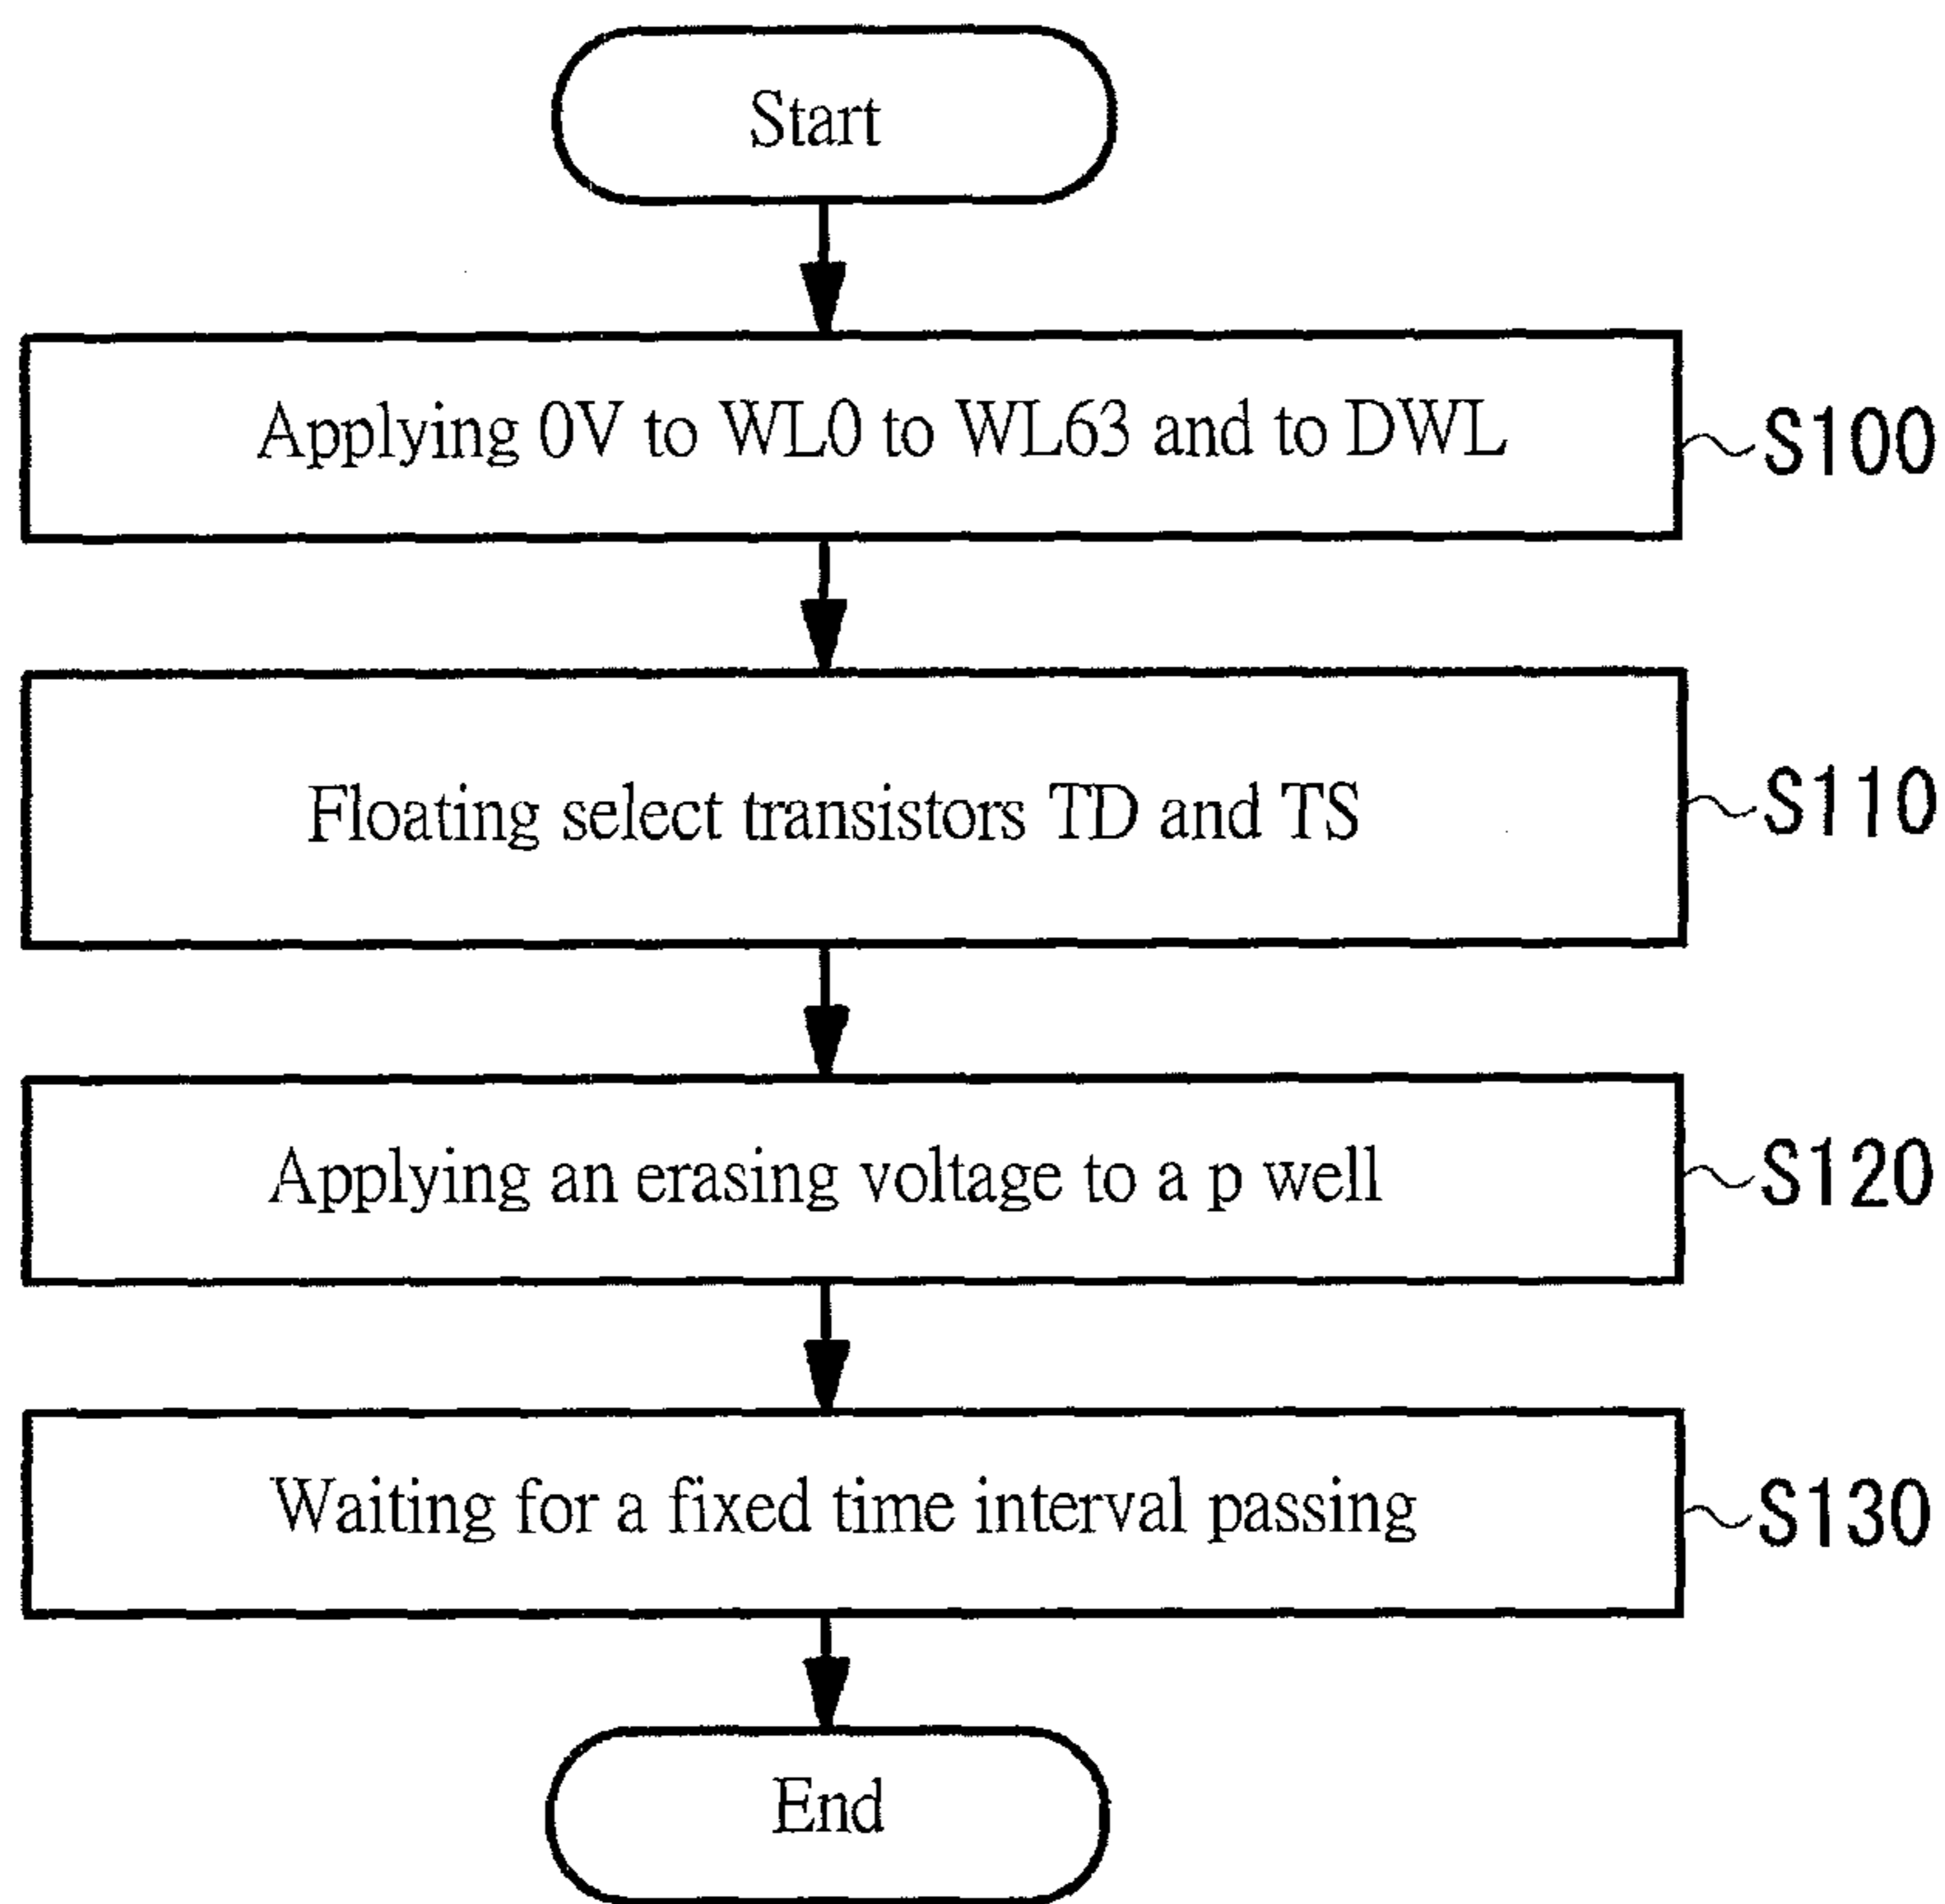 Start
Applying 0V to WL0 to WL63 and to DWL
S100
Floating select transistors TD and TS
S110
Applying an erasing voltage to a p well
S120
Waiting for a fixed time interval passing
S130
End